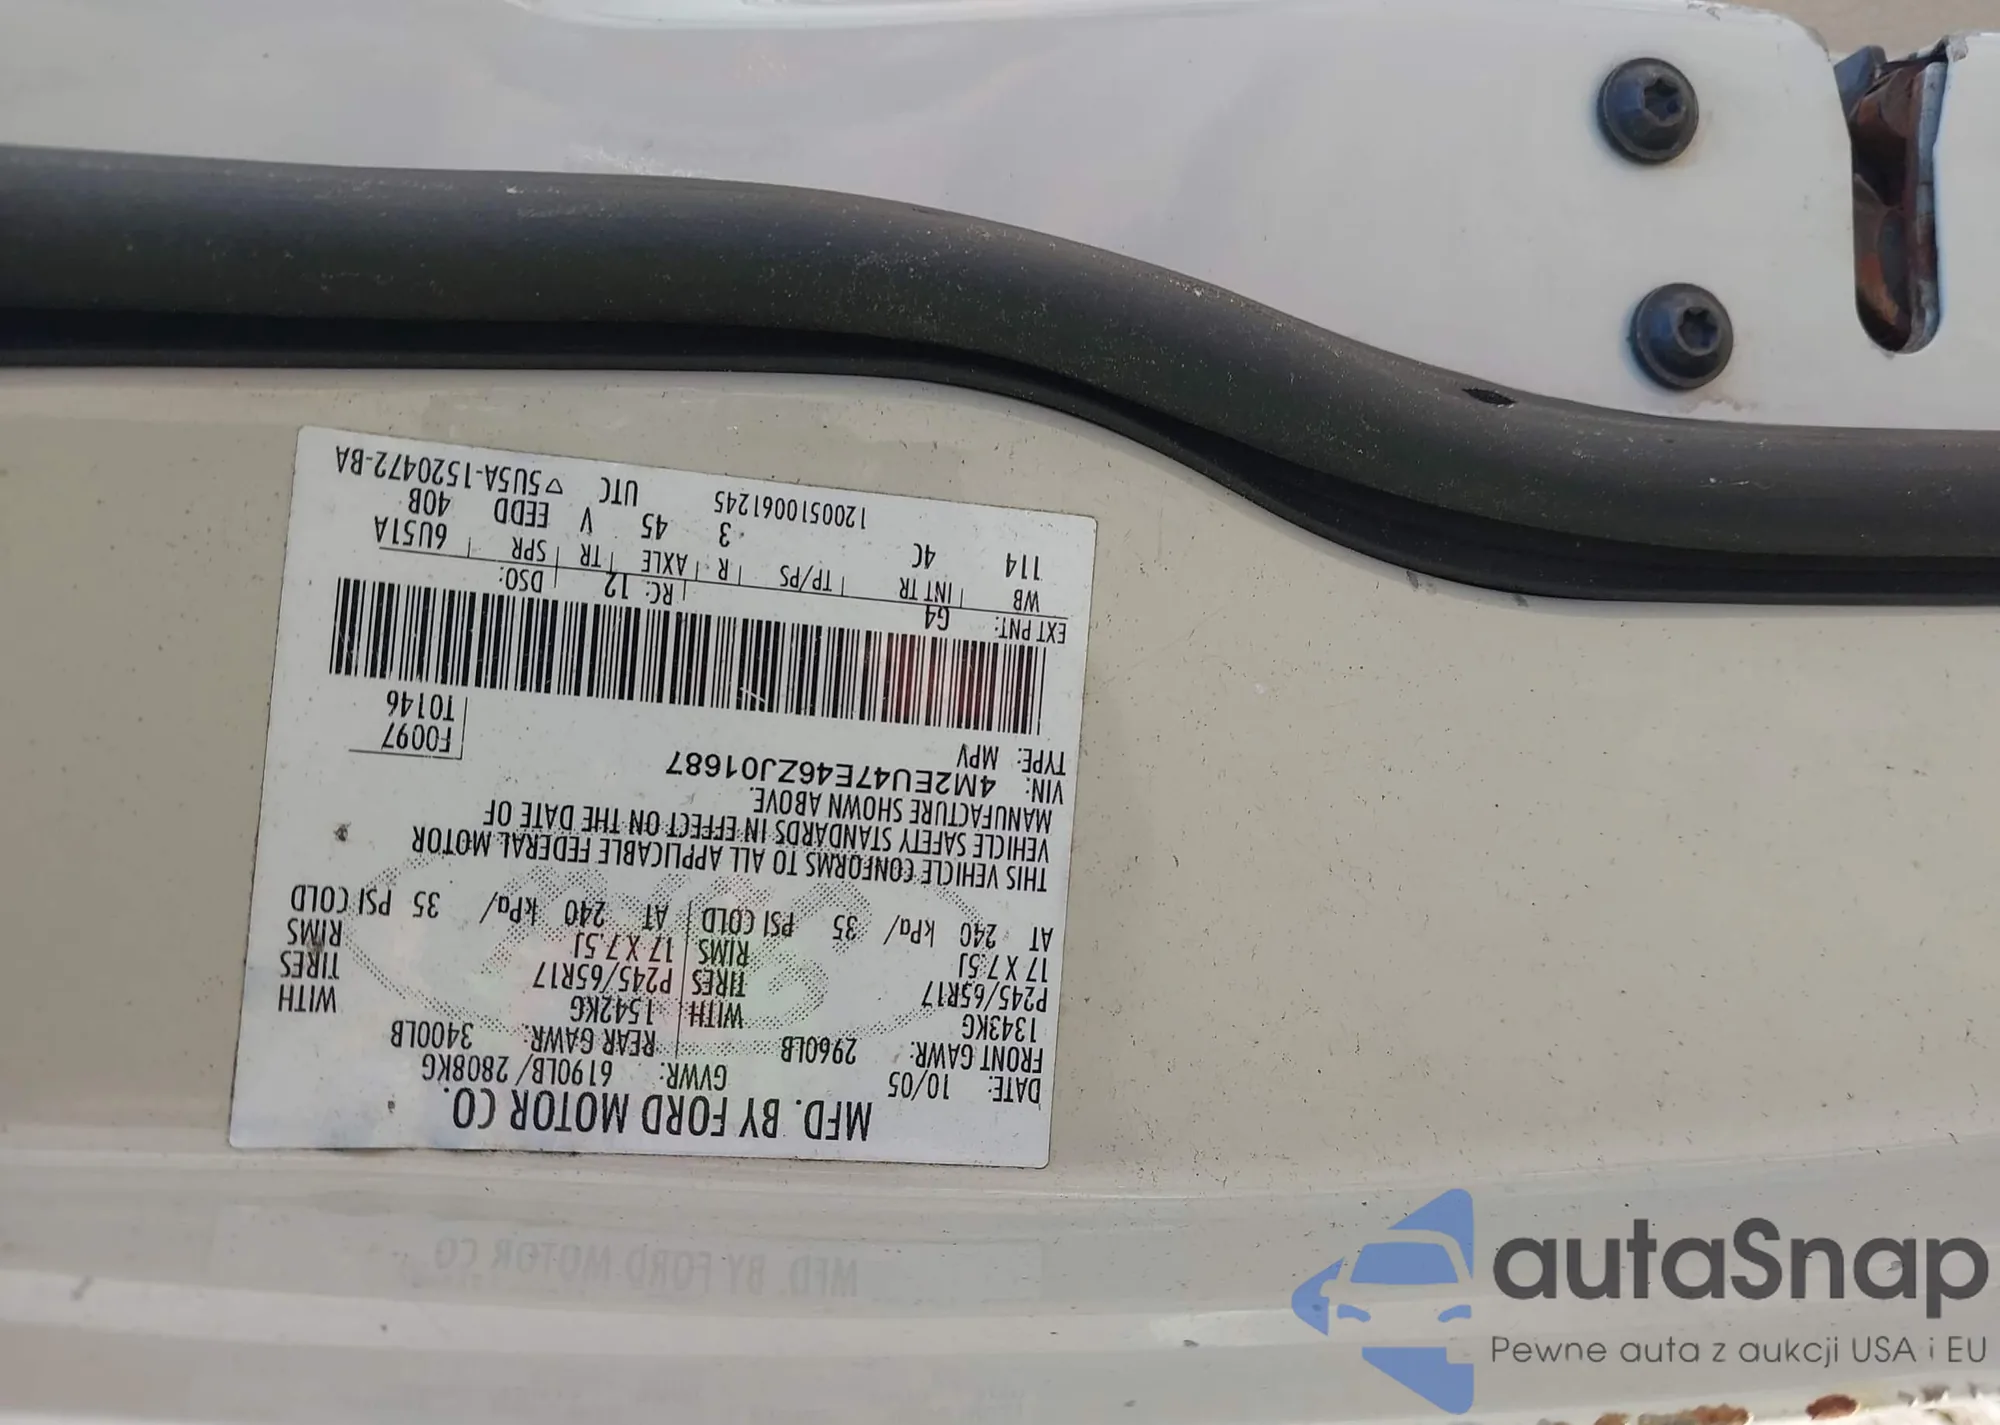 MFD. BY FORD MOTOR CO.
DATE: 10/05 GVWR: 6190LB/ 2808KG
FRONT GAWR: 2960LB REAR GAWR: 3400LB
1343KG WITH 1542KG WITH
P245/65R17 TIRES P245/65R17 TIRES
17 X 7.5J RIMS 17 X 7.5J RIMS
AT 240 kPa/ 35 PSI COLD AT 240 kPa/ 35 PSI COLD
THIS VEHICLE CONFORMS TO ALL APPLICABLE FEDERAL MOTOR
VEHICLE SAFETY STANDARDS IN EFFECT ON THE DATE OF
MANUFACTURE SHOWN ABOVE.
VIN: 4M2EU47E46ZJ01687
TYPE: MPV
F0097
T0146
EXT PNT: G4 RC: 12 DSO:
WB INT TR TP/PS R AXLE TR SPR 6U51A
114 4C 3 45 V EEDD 40B
1200510061245 UTC ▽ 5U5A-1520472-BA
MFD. BY FORD MOTOR CO
autaSnap
Pewne auta z aukcji USA i EU